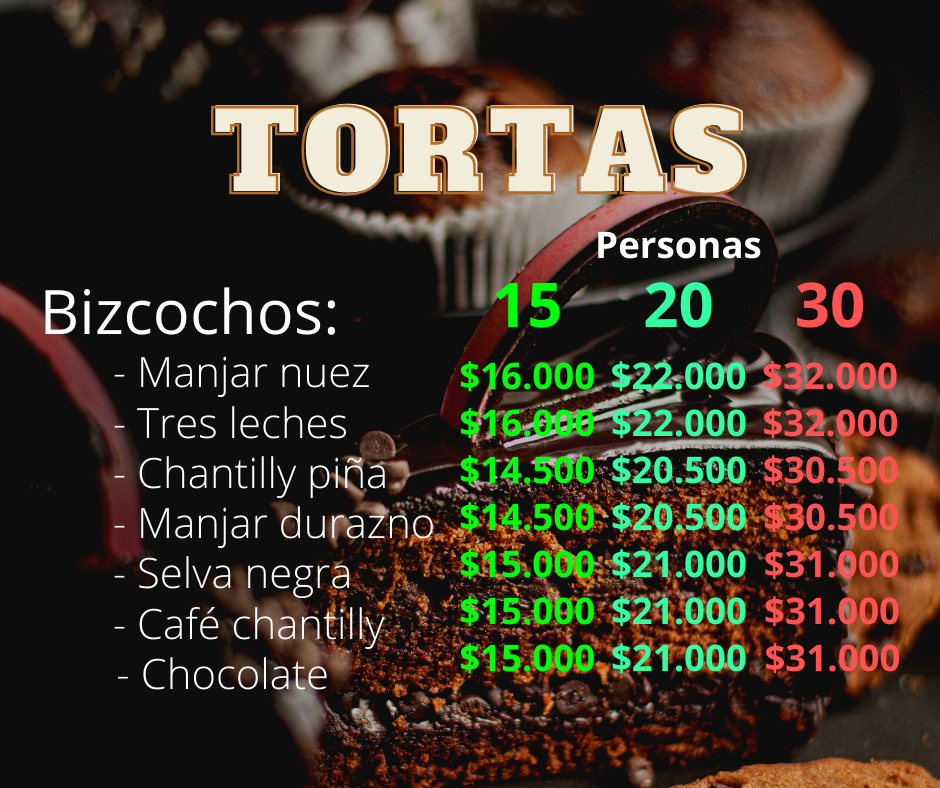 TORTAS
Personas
Bizcochos: 15 20 30
- Manjar nuez $16.000 $22.000 $32.000
- Tres leches $16.000 $22.000 $32.000
- Chantilly piña $14.500 $20.500 $30.500
- Manjar durazno $14.500 $20.500 $30.500
- Selva negra $15.000 $21.000 $31.000
- Café chantilly $15.000 $21.000 $31.000
- Chocolate $15.000 $21.000 $31.000